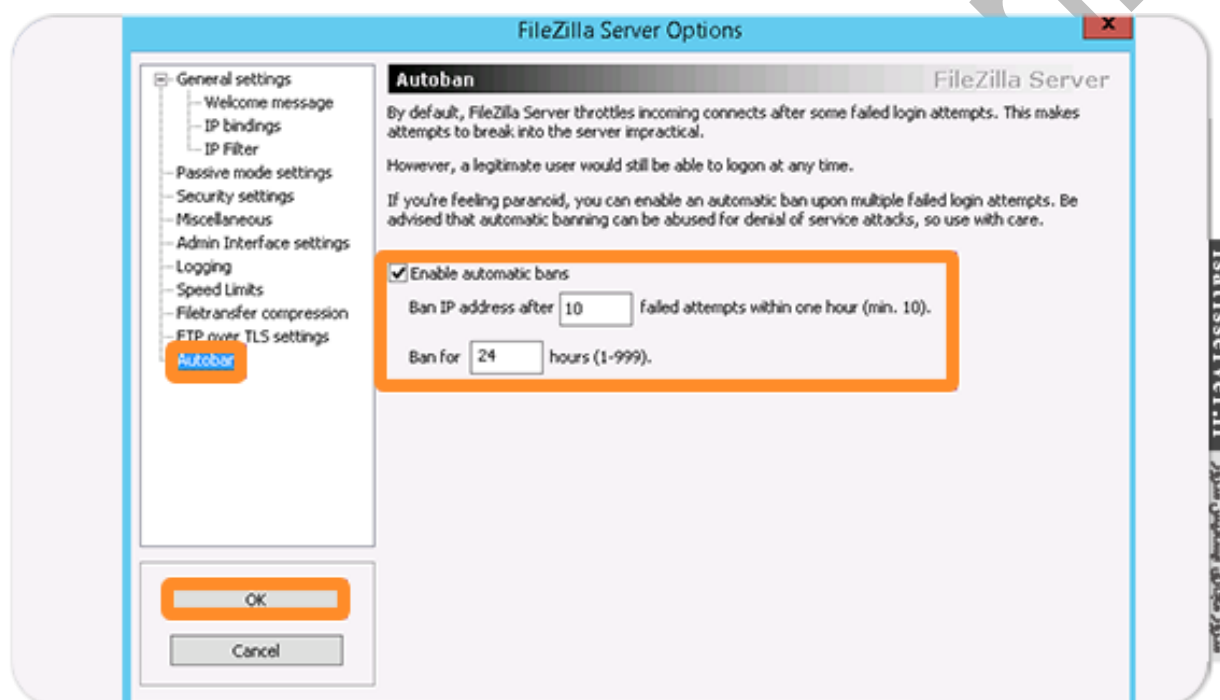 FileZilla Server Options
x
General settings
Welcome message
IP bindings
IP Filter
Passive mode settings
Security settings
Miscellaneous
Admin Interface settings
Logging
Speed Limits
Filetransfer compression
FTP over TLS settings
Autoban
OK
Cancel
Autoban
FileZilla Server
By default, FileZilla Server throttles incoming connects after some failed login attempts. This makes
attempts to break into the server impractical.
However, a legitimate user would still be able to logon at any time.
If you're feeling paranoid, you can enable an automatic ban upon multiple failed login attempts. Be
advised that automatic banning can be abused for denial of service attacks, so use with care.
Enable automatic bans
Ban IP address after 10 failed attempts within one hour (min. 10).
Ban for 24 hours (1-999).